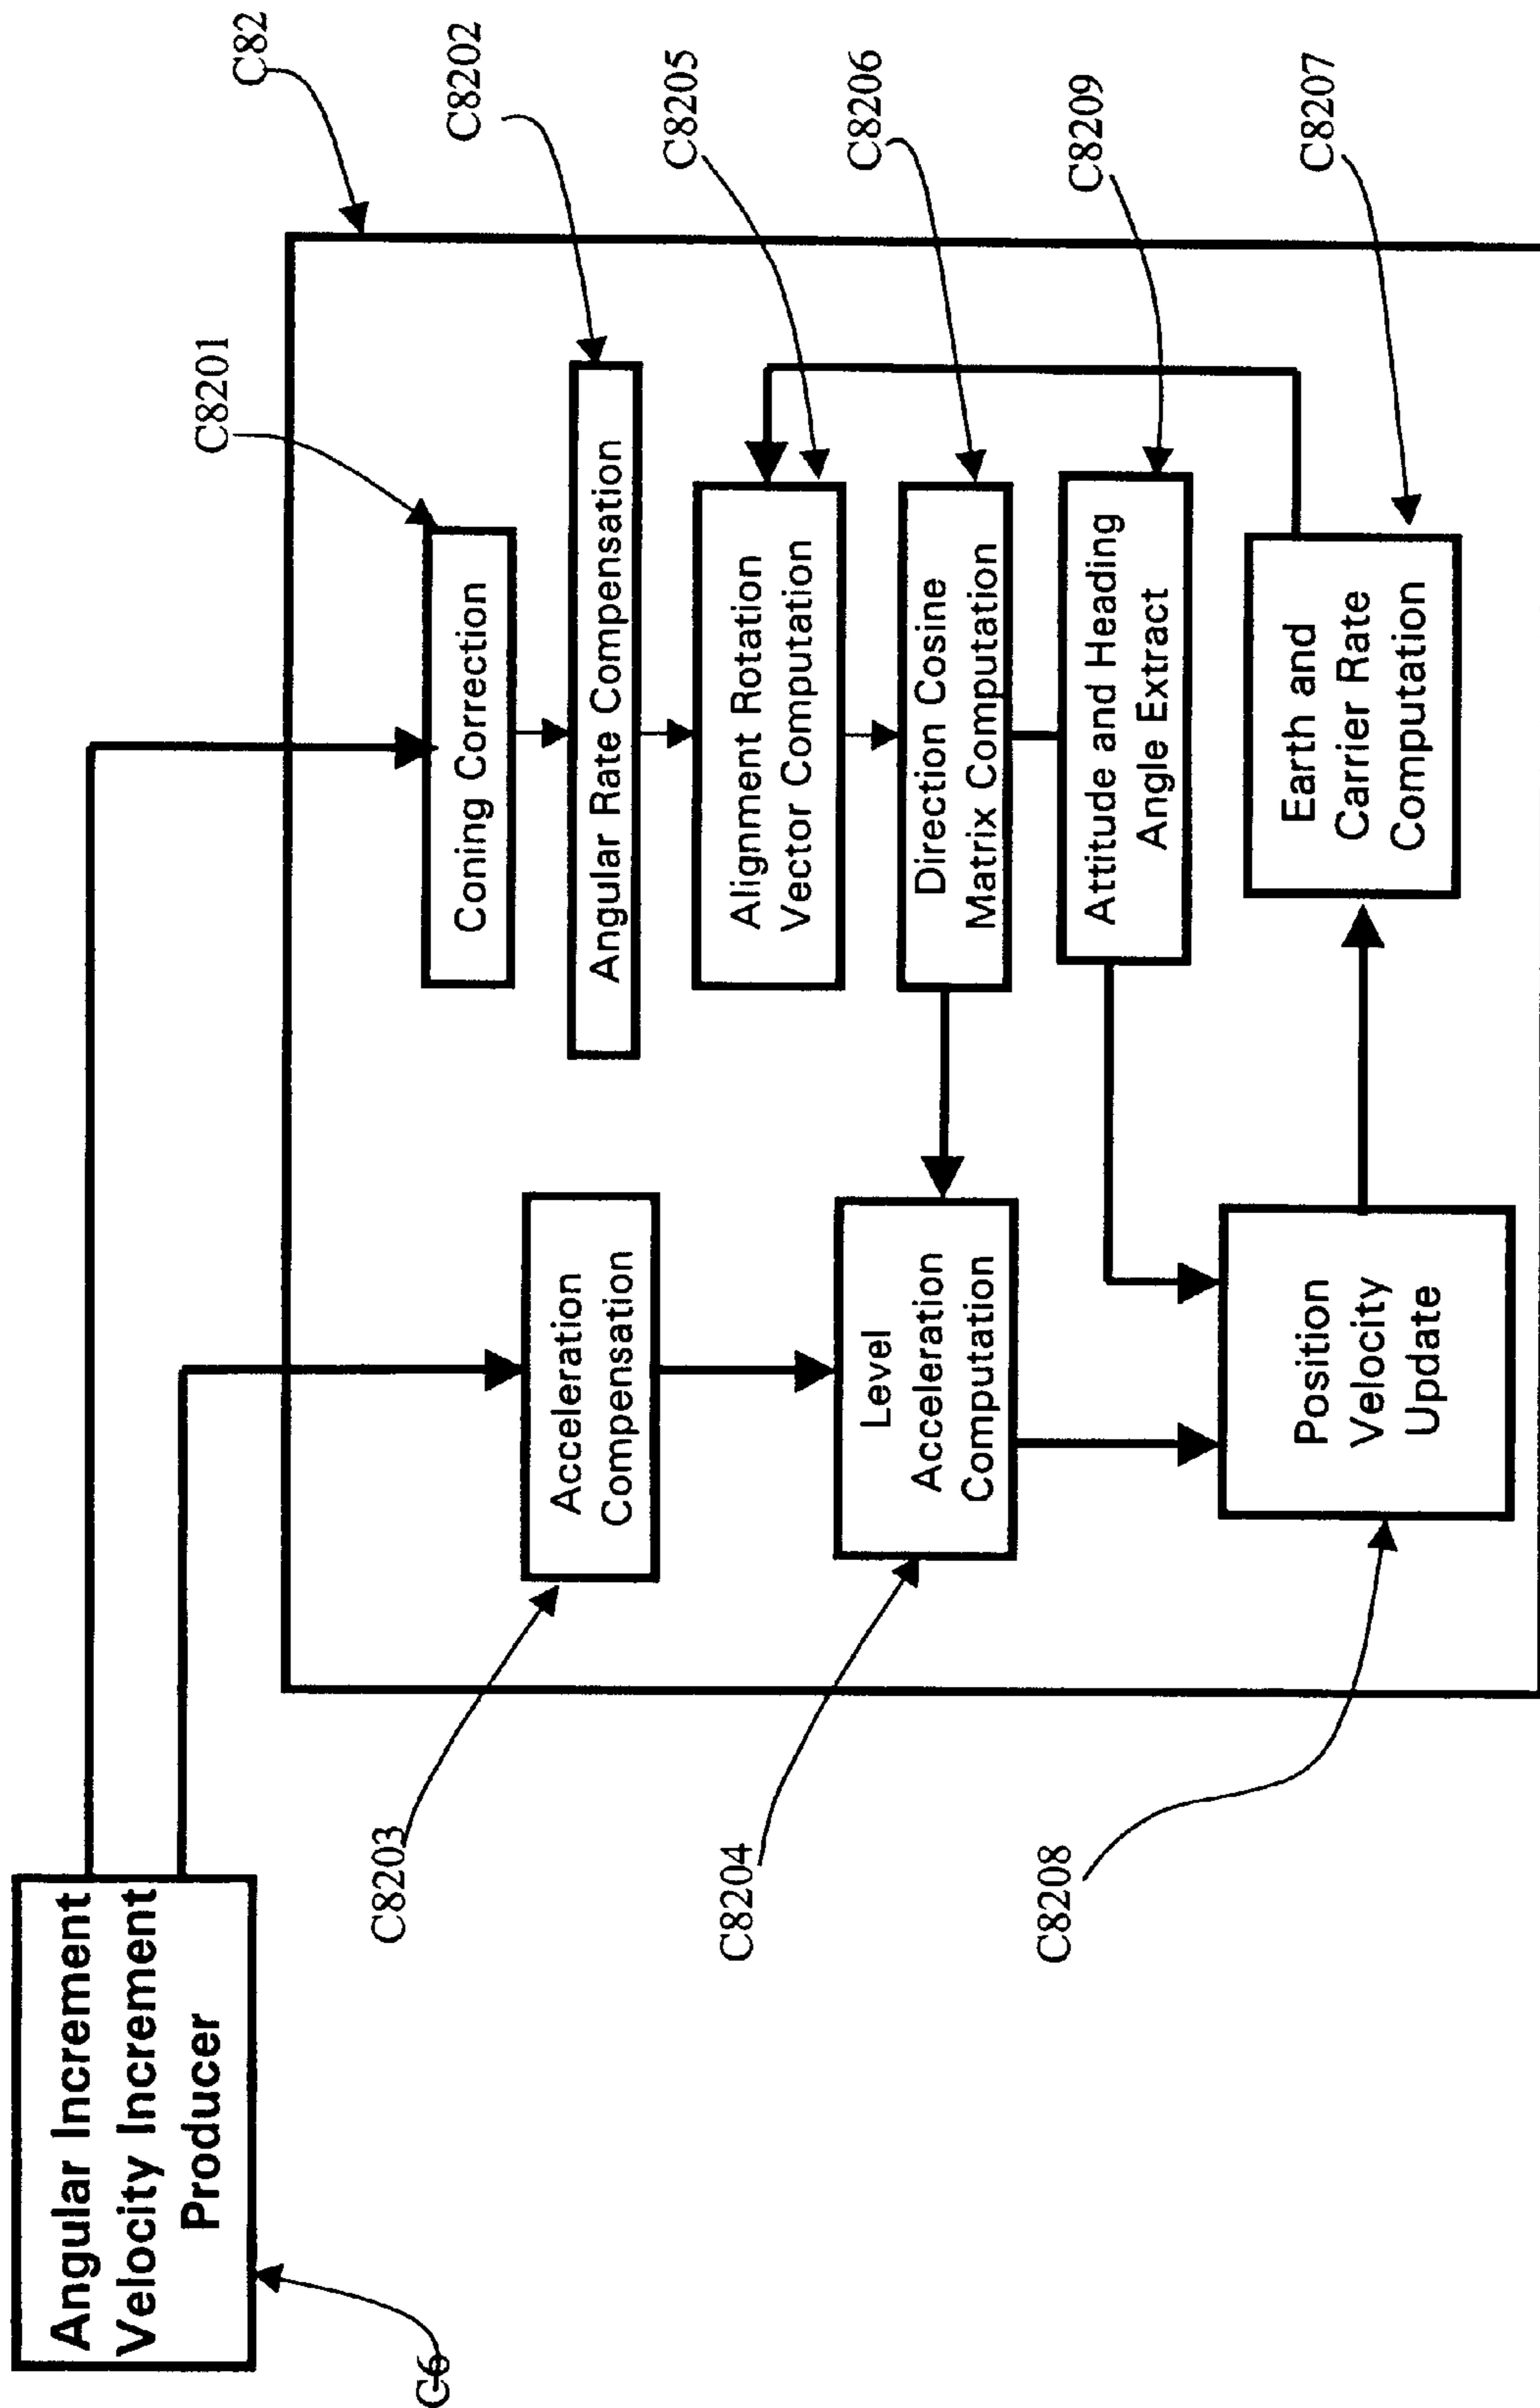 Angular Increment
Velocity Increment
Producer
C6
C82
C8201
Coning Correction
C8202
Angular Rate Compensation
C8203
Acceleration
Compensation
C8205
Alignment Rotation
Vector Computation
C8204
Level
Acceleration
Computation
C8206
Direction Cosine
Matrix Computation
C8209
Attitude and Heading
Angle Extract
C8208
Position
Velocity
Update
C8207
Earth and
Carrier Rate
Computation